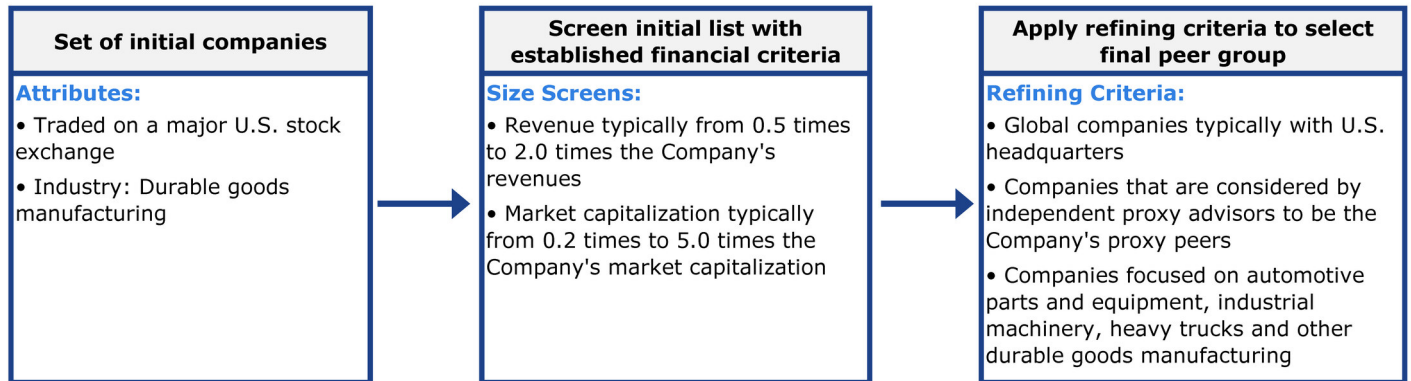 Set of initial companies
Attributes:
• Traded on a major U.S. stock
exchange
• Industry: Durable goods
manufacturing
Screen initial list with
established financial criteria
Size Screens:
• Revenue typically from 0.5 times
to 2.0 times the Company's
revenues
• Market capitalization typically
from 0.2 times to 5.0 times the
Company's market capitalization
Apply refining criteria to select
final peer group
Refining Criteria:
• Global companies typically with U.S.
headquarters
• Companies that are considered by
independent proxy advisors to be the
Company's proxy peers
• Companies focused on automotive
parts and equipment, industrial
machinery, heavy trucks and other
durable goods manufacturing